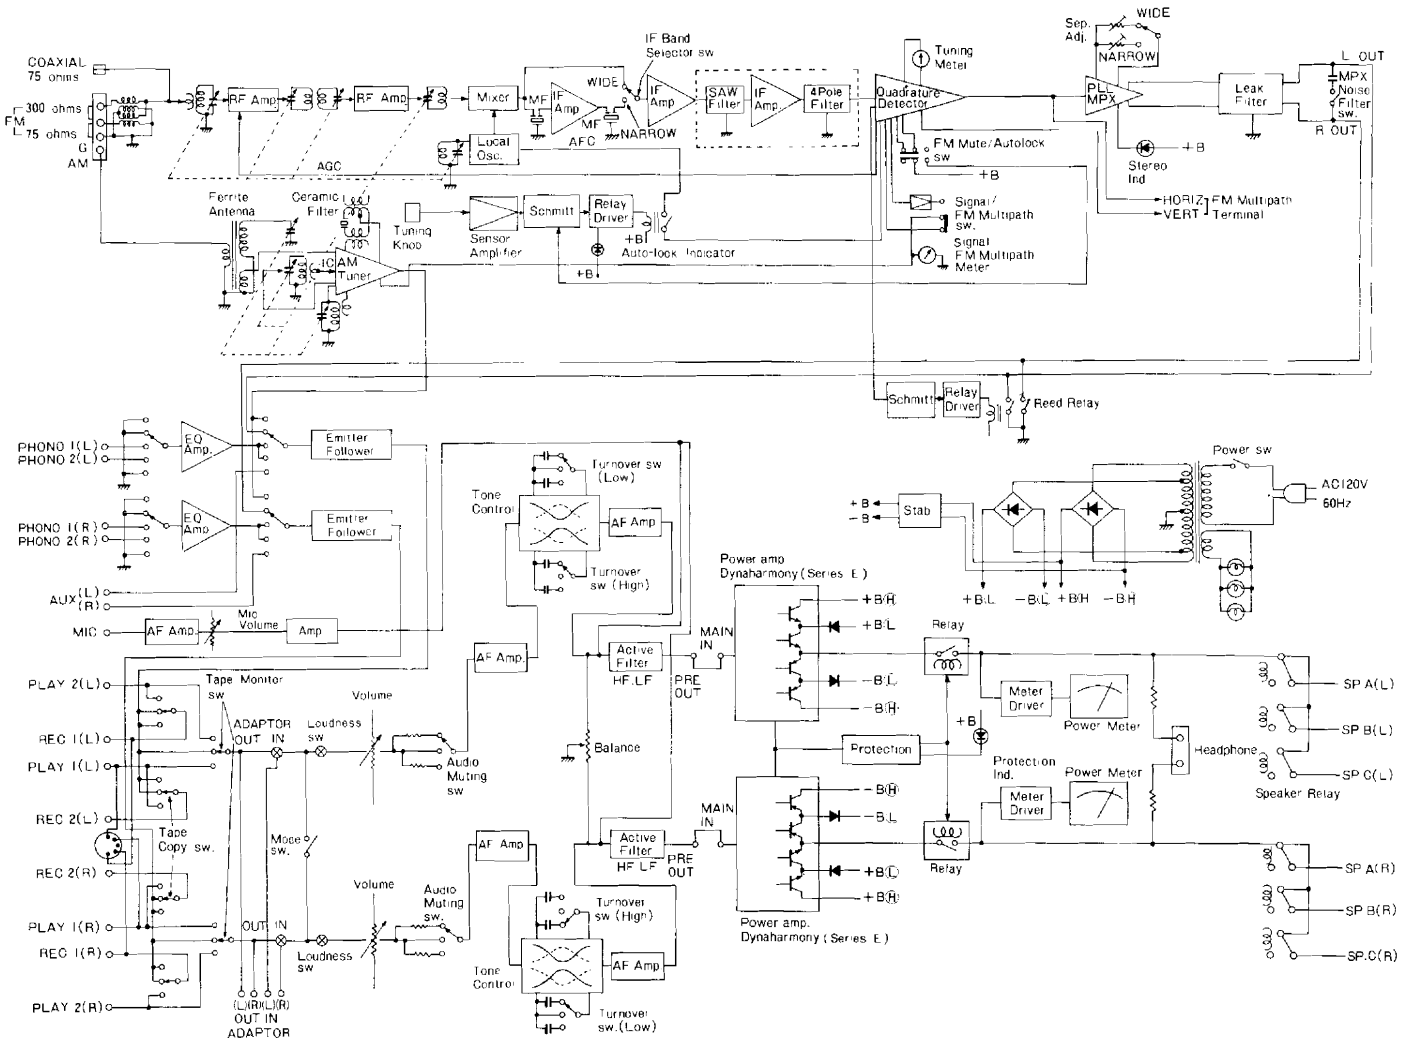 COAXIAL
75 ohms
FM
300 ohms
75 ohms
G
AM
RF Amp.
RF Amp.
Mixer
Local
Osc.
AGC
MF
IF
Amp
MF
AFC
WIDE
NARROW
IF Band
Selector sw
IF
Amp
SAW
Filter
IF
Amp.
4Pole
Filter
Quadrature
Detector
Tuning
Meter
FM Mute/Autolock
sw
+B
Signal/
FM Multipath
sw.
Signal
FM Multipath
Meter
Sep.
Adj.
WIDE
NARROW
PLL
MPX
+B
Stereo
Ind
HORIZ
VERT
FM Multipath
Terminal
Leak
Filter
L OUT
MPX
Noise
Filter
sw.
R OUT
Ferrite
Antenna
Ceramic
Filter
IC
AM
Tuner
Tuning
Knob
Sensor
Amplifier
Schmitt
Relay
Driver
+B
+B
Auto-lock Indicator
Schmitt
Relay
Driver
Reed Relay
PHONO 1(L)
PHONO 2(L)
EQ
Amp.
Emitter
Follower
PHONO 1(R)
PHONO 2(R)
EQ
Amp
Emitter
Follower
AUX(L)
(R)
MIC
AF Amp.
Mic
Volume
Amp
Tone
Control
Turnover sw
(Low)
AF Amp
Turnover
sw (High)
AF Amp.
Power sw
AC120V
60Hz
+B
-B
Stab
+B:L
-B(L
+B(H
-B:H
Power amp
Dynaharmony (Series E)
+BⒽ
+B:L
-B:L
-B(H:
Active
Filter
HF.LF
PRE
OUT
MAIN
IN
Relay
Meter
Driver
Power Meter
Protection
+B
Protection
Ind.
Meter
Driver
Power Meter
Relay
Headphone
SP A(L)
SP B(L)
SP C(L)
Speaker Relay
SP A(R)
SP B(R)
SP.C(R)
PLAY 2(L)
REC 1(L)
PLAY 1(L)
REC 2(L)
REC 2(R)
PLAY 1(R)
REC 1(R)
PLAY 2(R)
Tape Monitor
sw
ADAPTOR
OUT IN
Loudness
sw
Volume
Audio
Muting
sw
Balance
Tape
Copy sw.
Mode
sw.
OUT IN
Loudness
sw
Volume
Audio
Muting
sw.
AF Amp
(L)(R)(L)(R)
OUT IN
ADAPTOR
Tone
Control
Turnover
sw (High)
AF Amp
Turnover
sw.(Low)
Active
Filter
HF LF
PRE
OUT
MAIN
IN
-BⒽ
-B:L
+BⓁ
+BⒽ
Power amp.
Dynaharmony (Series E)